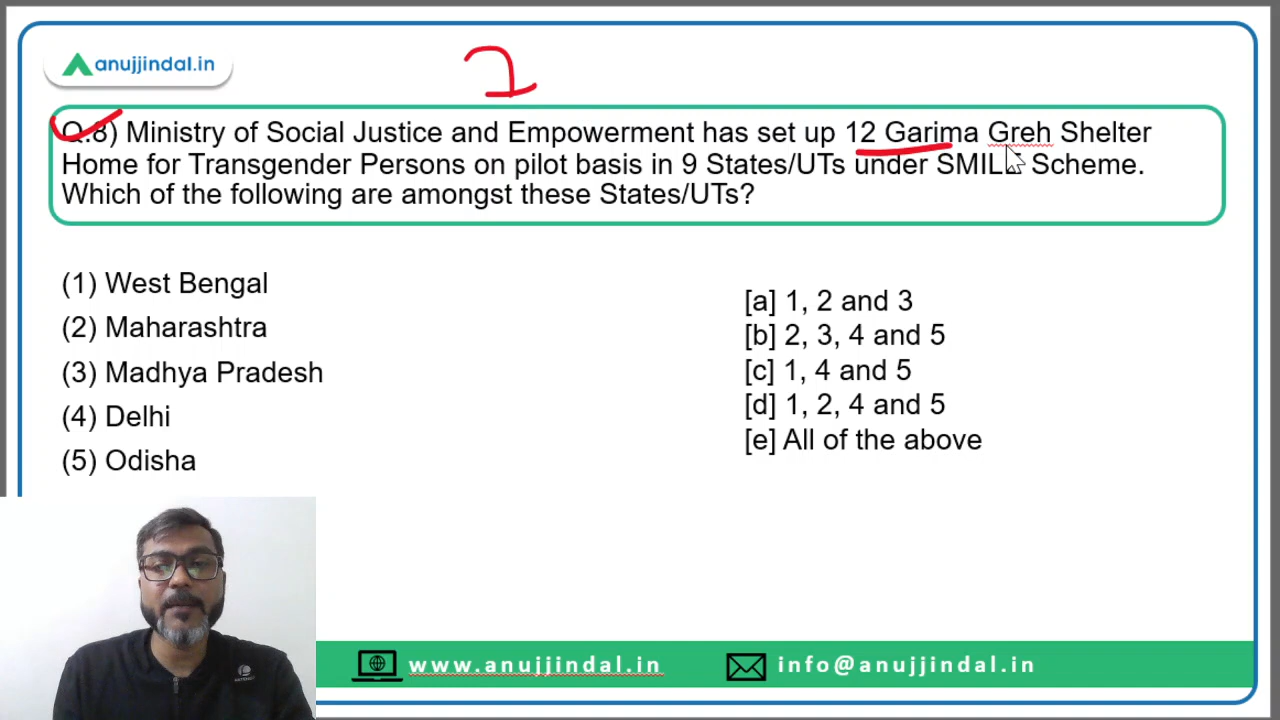 anujjindal.in
2
Q.8) Ministry of Social Justice and Empowerment has set up 12 Garima Greh Shelter
Home for Transgender Persons on pilot basis in 9 States/UTs under SMILE Scheme.
Which of the following are amongst these States/UTs?
(1) West Bengal
(2) Maharashtra
(3) Madhya Pradesh
(4) Delhi
(5) Odisha
[a] 1, 2 and 3
[b] 2, 3, 4 and 5
[c] 1, 4 and 5
[d] 1, 2, 4 and 5
[e] All of the above
www.anujjindal.in
info@anujjindal.in